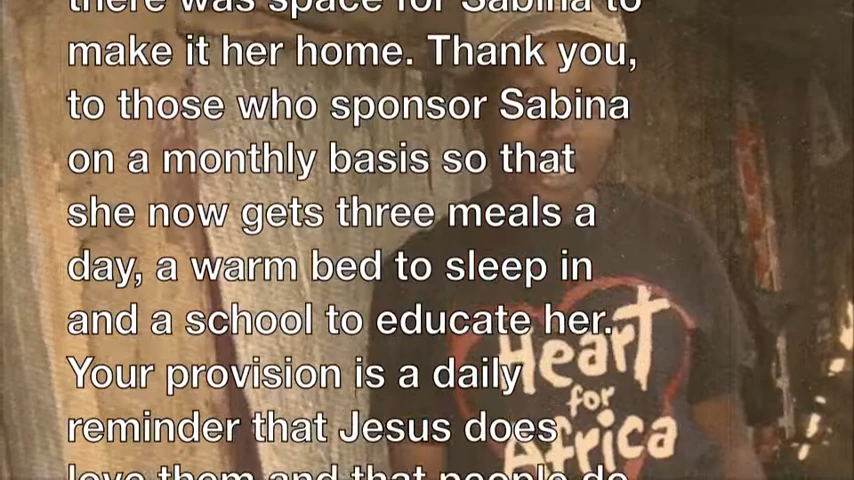 there was space for Sabina to
make it her home. Thank you,
to those who sponsor Sabina
on a monthly basis so that
she now gets three meals a
day, a warm bed to sleep in
and a school to educate her.
Your provision is a daily
reminder that Jesus does
love them and that people do
Heart
for
Africa